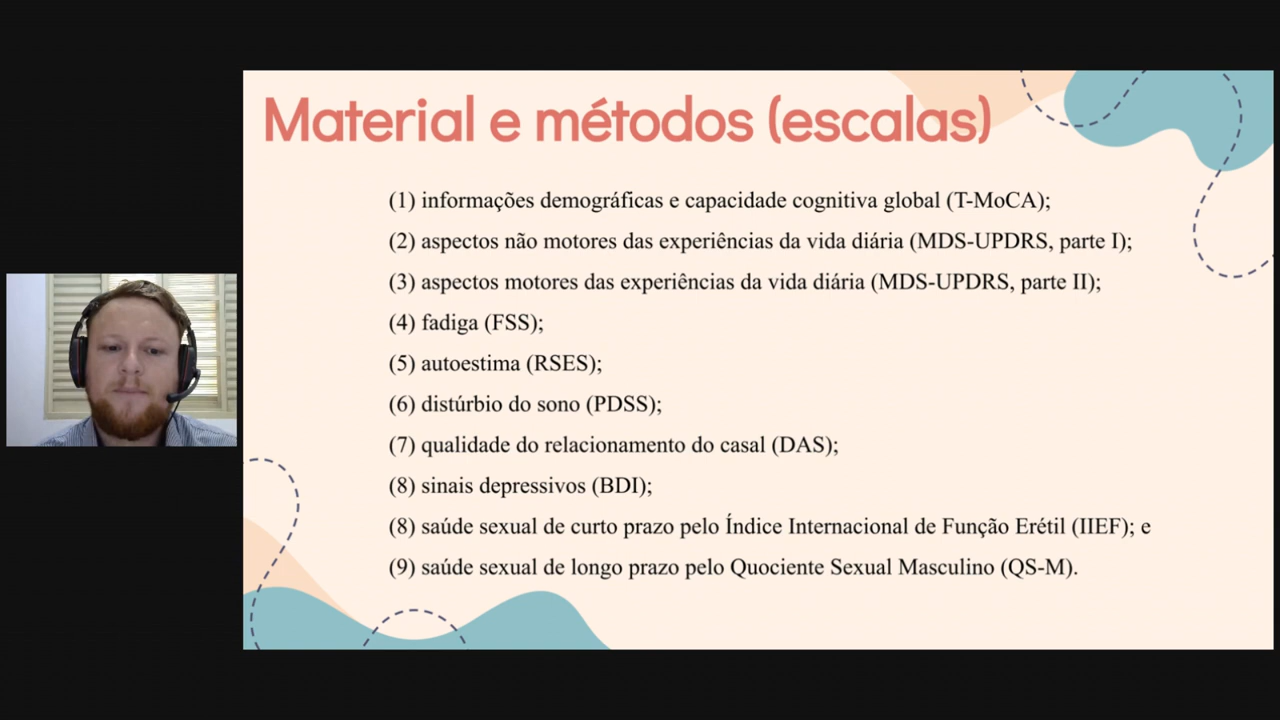 Material e métodos (escalas)
(1) informações demográficas e capacidade cognitiva global (T-MoCA);
(2) aspectos não motores das experiências da vida diária (MDS-UPDRS, parte I);
(3) aspectos motores das experiências da vida diária (MDS-UPDRS, parte II);
(4) fadiga (FSS);
(5) autoestima (RSES);
(6) distúrbio do sono (PDSS);
(7) qualidade do relacionamento do casal (DAS);
(8) sinais depressivos (BDI);
(8) saúde sexual de curto prazo pelo Índice Internacional de Função Erétil (IIEF); e
(9) saúde sexual de longo prazo pelo Quociente Sexual Masculino (QS-M).